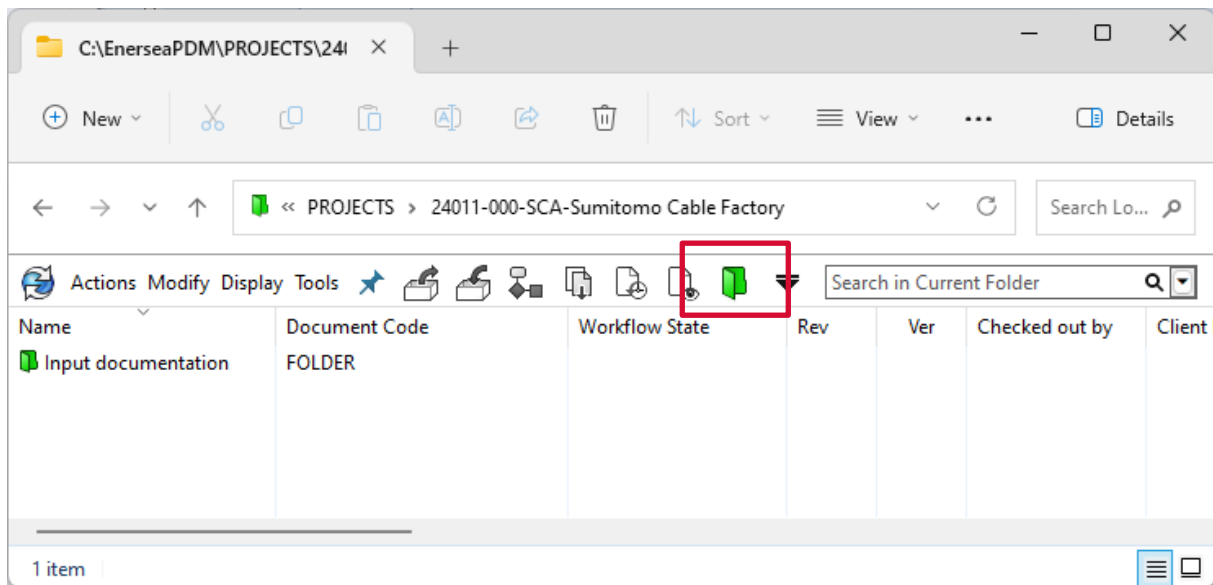 C:\EnerseaPDM\PROJECTS\24
New Sort View ... Details
« PROJECTS > 24011-000-SCA-Sumitomo Cable Factory Search Lo...
Actions Modify Display Tools Search in Current Folder
Name Document Code Workflow State Rev Ver Checked out by Client
Input documentation FOLDER
1 item